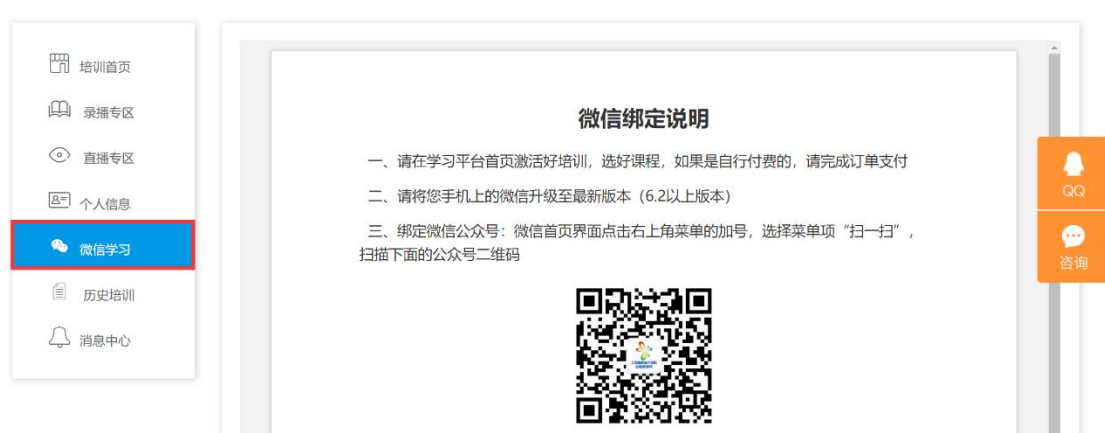 培训首页
录播专区
直播专区
个人信息
微信学习
历史培训
消息中心
微信绑定说明
一、请在学习平台首页激活好培训，选好课程，如果是自行付费的，请完成订单支付
二、请将您手机上的微信升级至最新版本（6.2以上版本）
三、绑定微信公众号：微信首页界面点击右上角菜单的加号，选择菜单项“扫一扫”，
扫描下面的公众号二维码
QQ
咨询